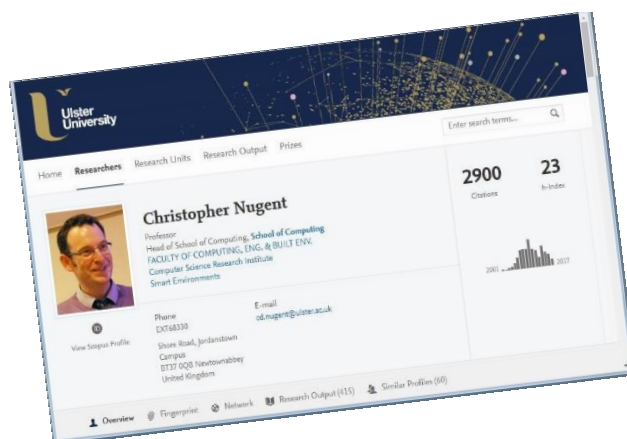 Ulster
University
Enter search terms...
Home Researchers Research Units Research Output Prizes
Christopher Nugent
Professor
Head of School of Computing, School of Computing
FACULTY OF COMPUTING, ENG. & BUILT ENV.
Computer Science Research Institute
Smart Environments
2900
Citations
23
h-Index
2001 2017
View Scopus Profile
Phone
EXT68330
Shore Road, Jordanstown
Campus
BT37 0QB Newtownabbey
United Kingdom
E-mail
cd.nugent@ulster.ac.uk
Overview Fingerprint Network Research Output (415) Similar Profiles (60)